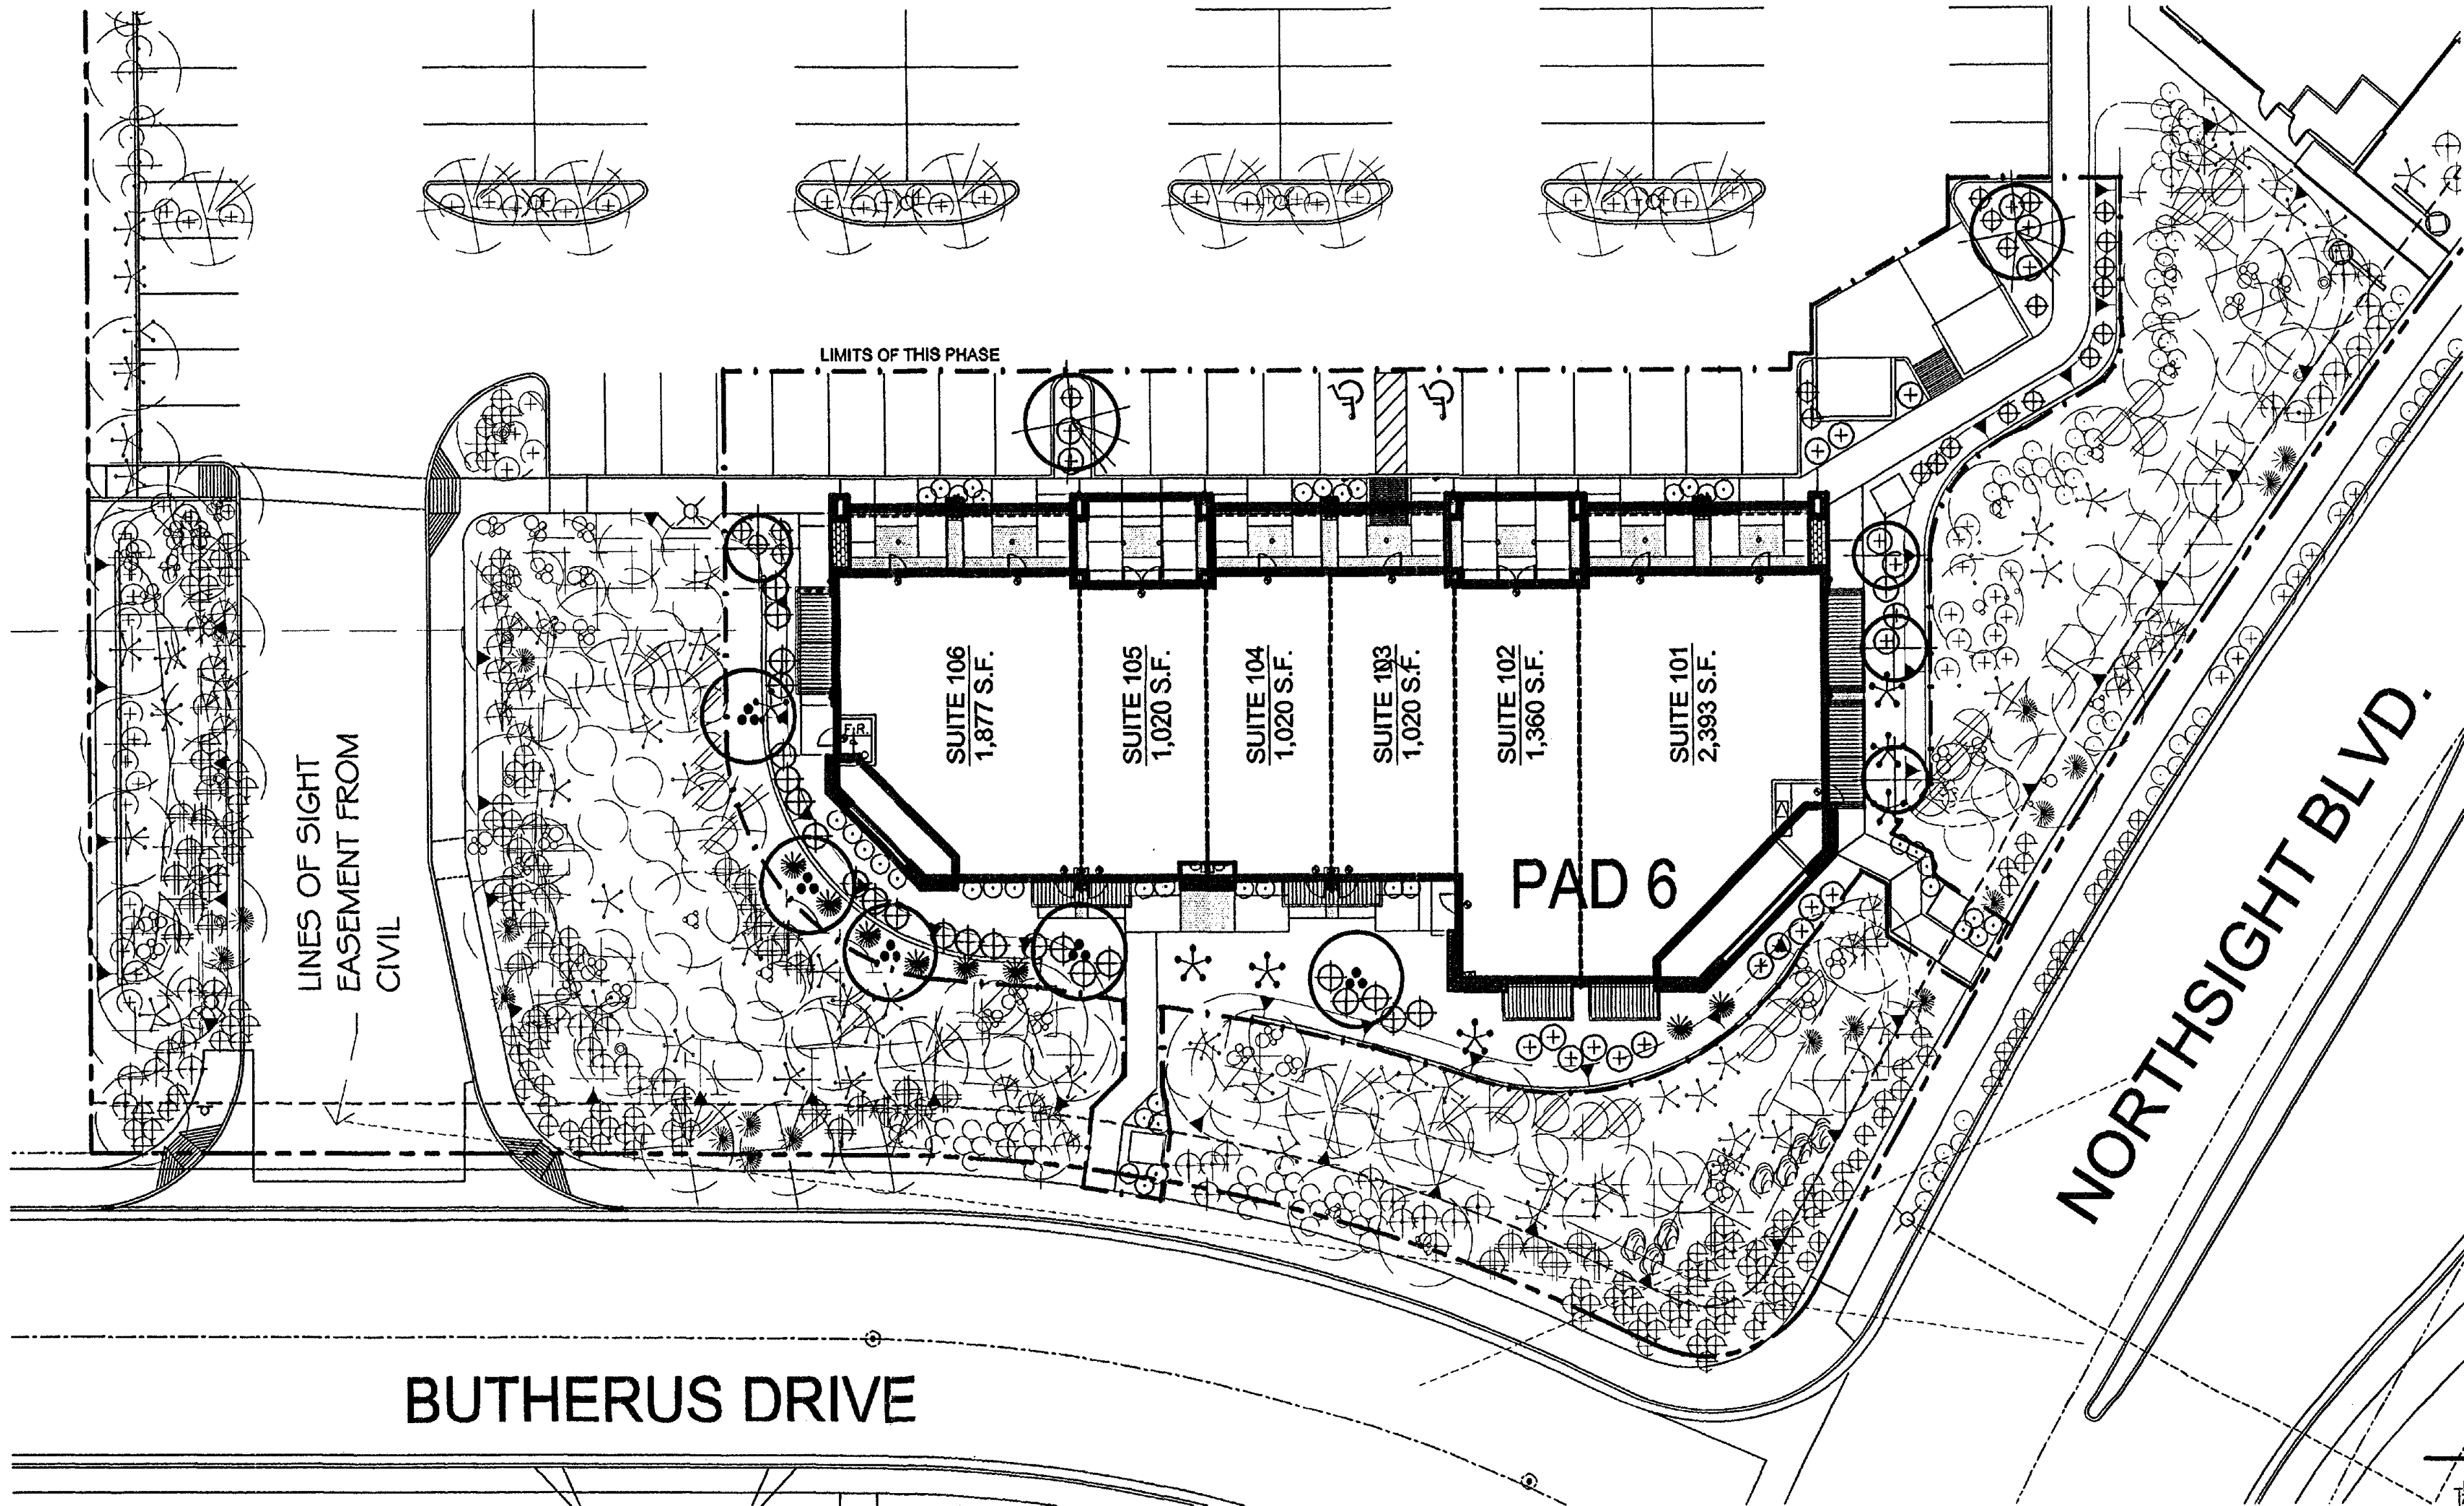 LIMITS OF THIS PHASE
SUITE 106
1,877 S.F.
SUITE 105
1,020 S.F.
SUITE 104
1,020 S.F.
SUITE 103
1,020 S.F.
SUITE 102
1,360 S.F.
SUITE 101
2,393 S.F.
F.R.
PAD 6
LINES OF SIGHT
EASEMENT FROM
CIVIL
NORTHSIGHT BLVD.
BUTHERUS DRIVE